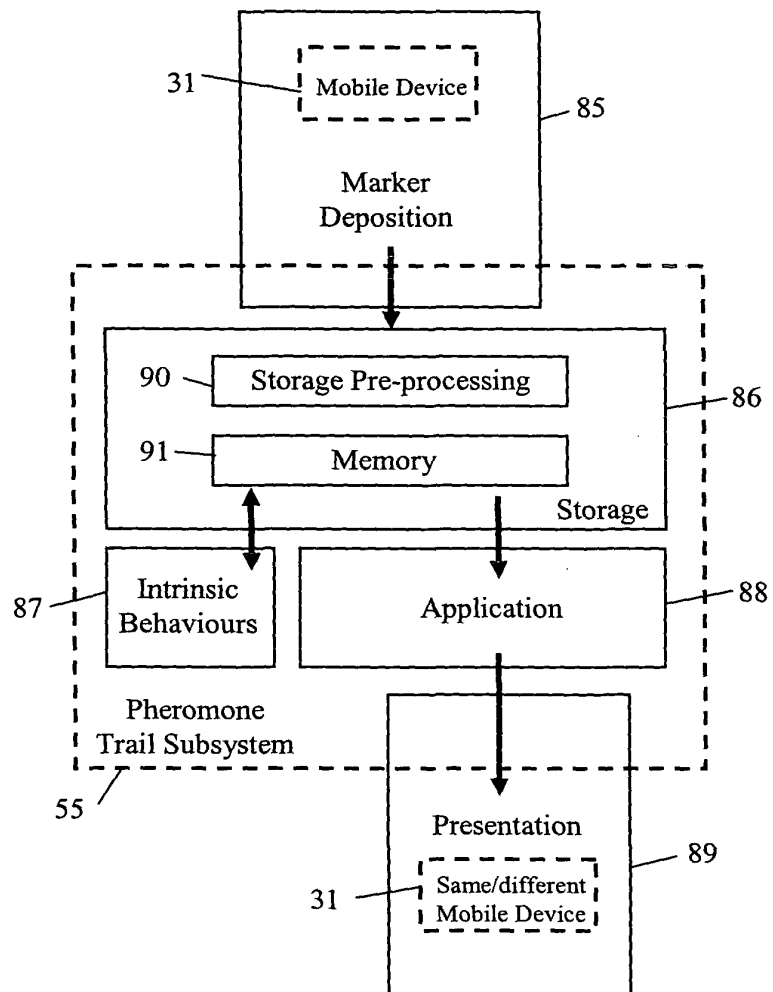 31
Mobile Device
85
Marker
Deposition
90
Storage Pre-processing
86
91
Memory
Storage
87
Intrinsic
Behaviours
Application
88
Pheromone
Trail Subsystem
55
Presentation
89
31
Same/different
Mobile Device